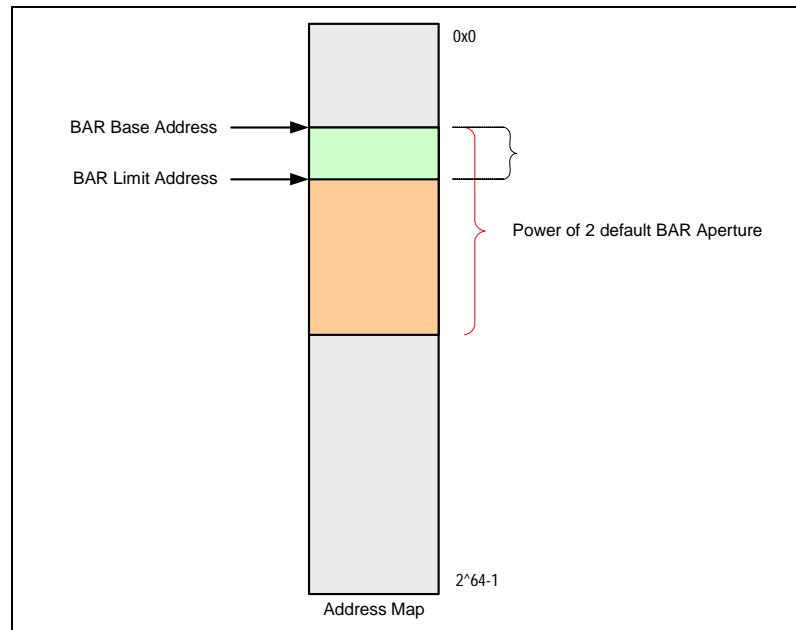 0x0
BAR Base Address
BAR Limit Address
Power of 2 default BAR Aperture
2^64-1
Address Map